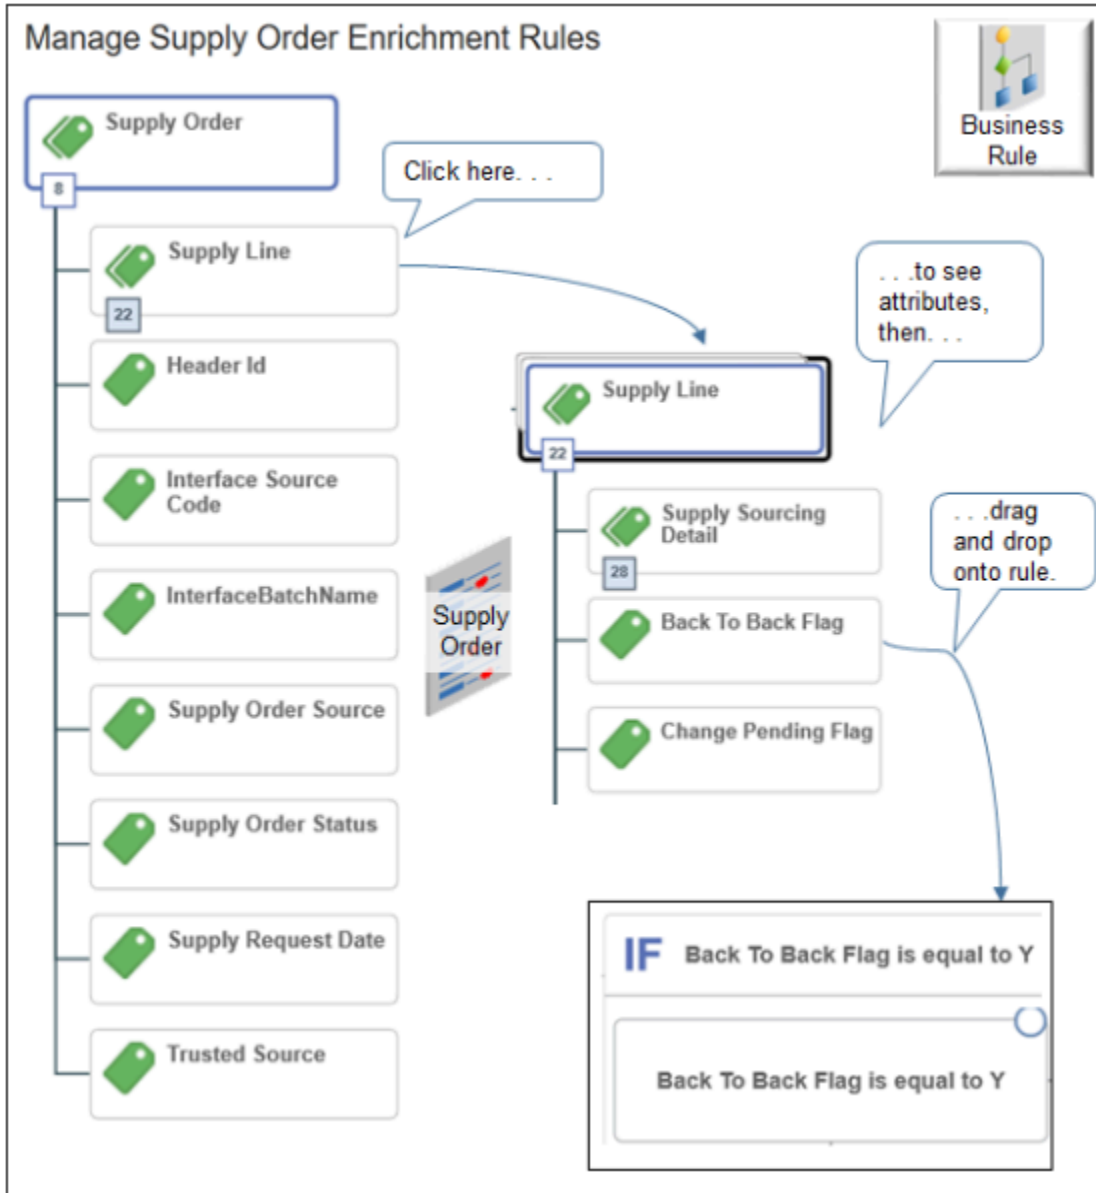 Manage Supply Order Enrichment Rules
Business
Rule
Supply Order
8
Click here. . .
Supply Line
22
. . .to see
attributes,
then. . .
Header Id
Supply Line
22
Interface Source
Code
Supply Sourcing
Detail
28
. . .drag
and drop
onto rule.
InterfaceBatchName
Supply
Order
Back To Back Flag
Supply Order Source
Change Pending Flag
Supply Order Status
Supply Request Date
IF Back To Back Flag is equal to Y
Trusted Source
Back To Back Flag is equal to Y